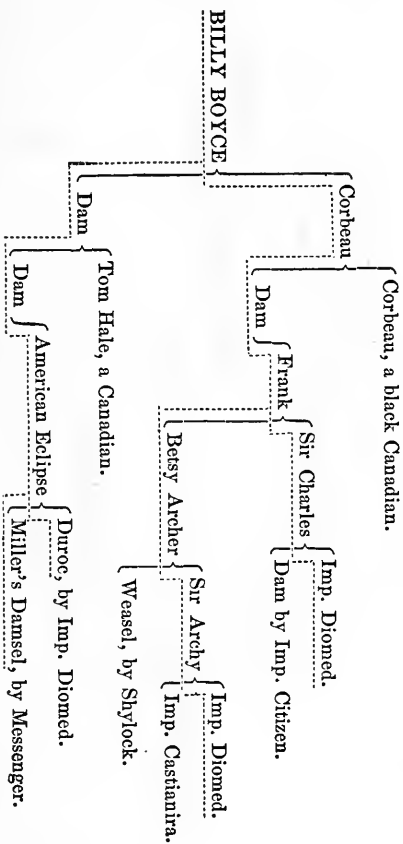 Corbeau, a black Canadian.
Corbeau
Imp. Diomed.
Sir Charles
Frank
Dam
Dam by Imp. Citizen.
BILLY BOYCE
Imp. Diomed.
Sir Archy
Betsy Archer
Imp. Castianira.
Weasel, by Shylock.
Tom Hale, a Canadian.
Dam
Duroc, by Imp. Diomed.
American Eclipse
Dam
Miller's Damsel, by Messenger.